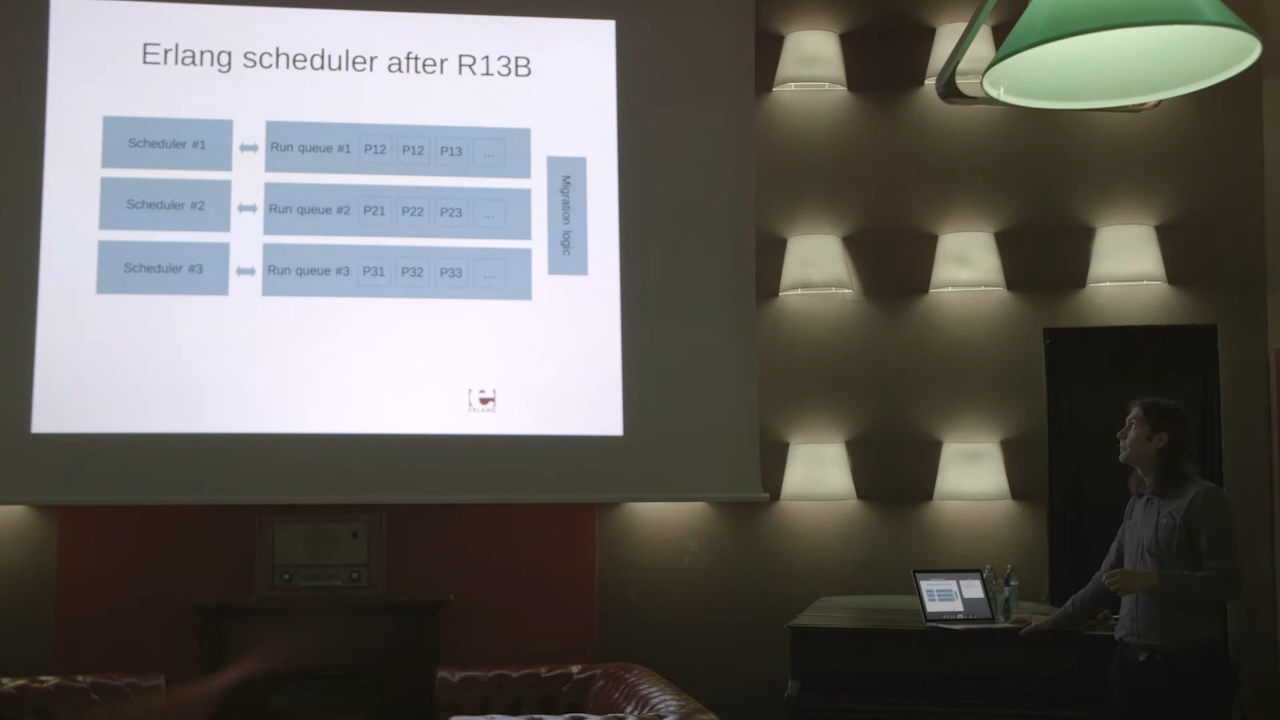 Erlang scheduler after R13B
Scheduler #1
Run queue #1 P12 P12 P13 ...
Scheduler #2
Run queue #2 P21 P22 P23 ...
Scheduler #3
Run queue #3 P31 P32 P33 ...
Migration logic
ERLANG